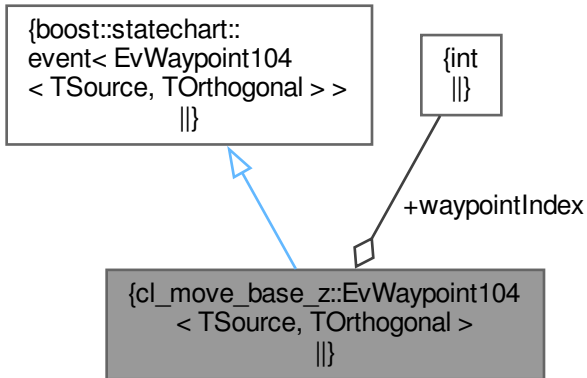 {boost::statechart::
event< EvWaypoint104
< TSource, TOrthogonal > >
||}
{int
||}
+waypointIndex
{cl_move_base_z::EvWaypoint104
< TSource, TOrthogonal >
||}